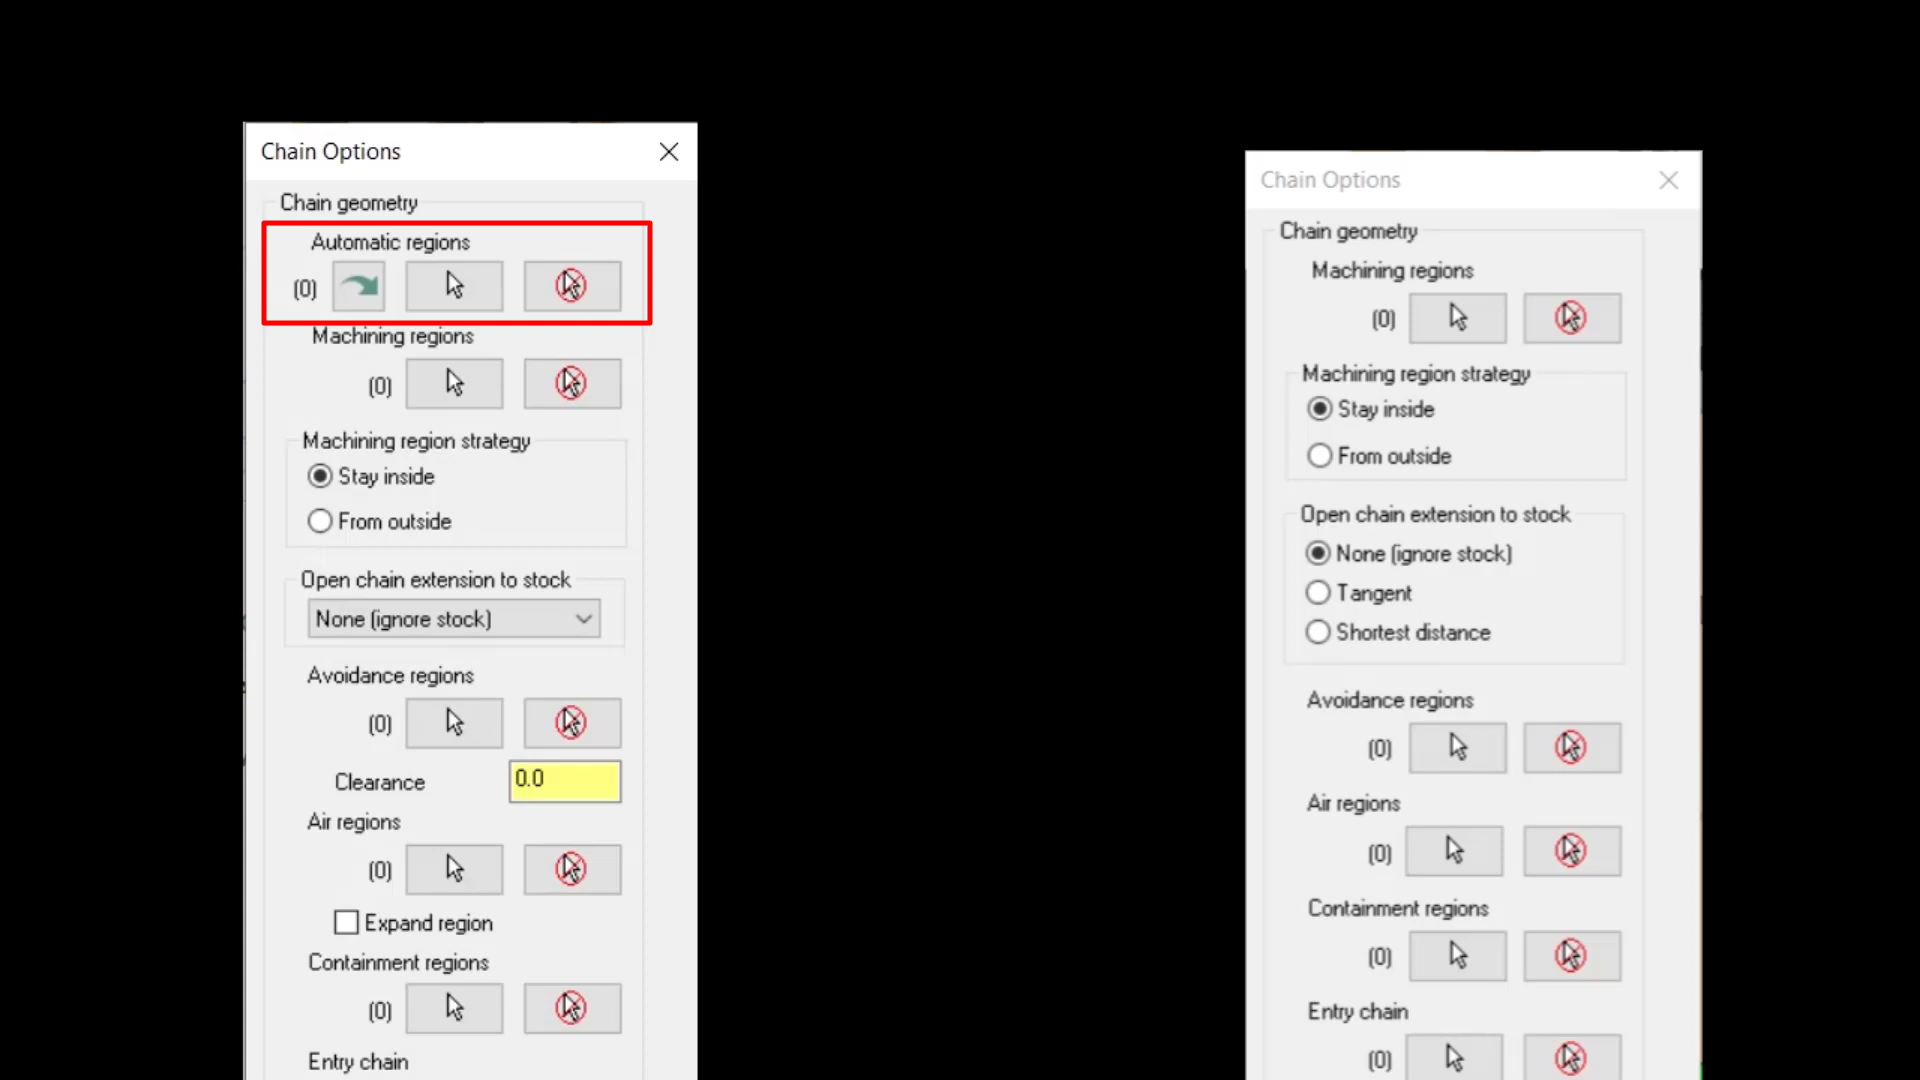 Chain Options
Chain geometry
Automatic regions
(0)
Machining regions
(0)
Machining region strategy
Stay inside
From outside
Open chain extension to stock
None (ignore stock)
Avoidance regions
(0)
Clearance 0.0
Air regions
(0)
Expand region
Containment regions
(0)
Entry chain
Chain Options
Chain geometry
Machining regions
(0)
Machining region strategy
Stay inside
From outside
Open chain extension to stock
None (ignore stock)
Tangent
Shortest distance
Avoidance regions
(0)
Air regions
(0)
Containment regions
(0)
Entry chain
(0)